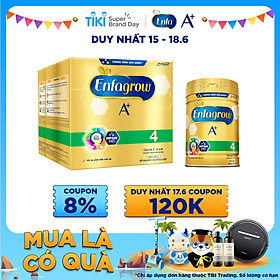 TIKI
Super
Brand Day
Enfa
A+
DUY NHẤT 15 - 18.6
Enfagrow
A+
4
Enfagrow
A+
4
COUPON
8%
DUY NHẤT 17.6 COUPON
120K
MUA LÀ
CÓ QUÀ
*Chỉ áp dụng đơn hàng thuộc TIKI Trading. Số lượng có hạn